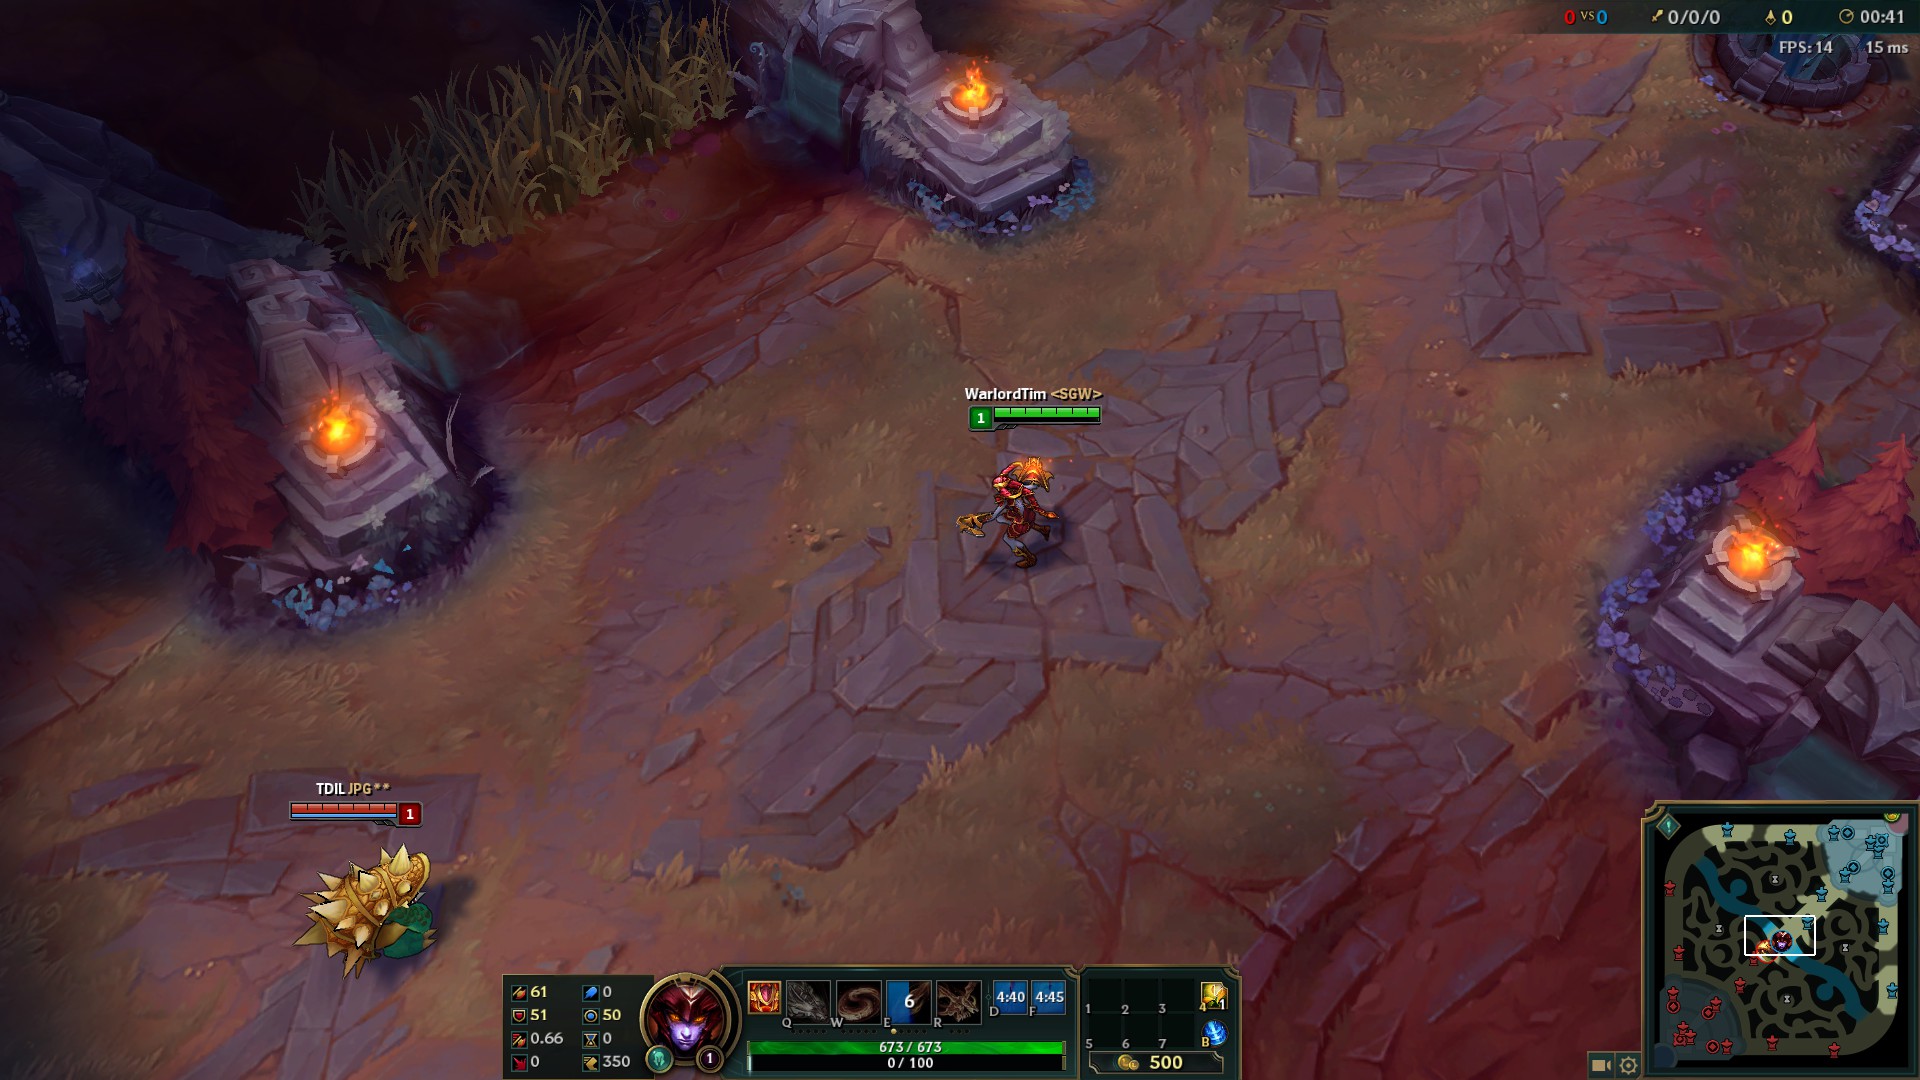 0 VS 0 0/0/0 0 00:41
FPS: 14 15 ms
WarlordTim <SGW>
1
TDIL JPG**
1
61 0
51 50
0.66 0
0 350
1
Q W E 6 R D 4:40 F 4:45
673 / 673
0 / 100
1 2 3 4 1
5 6 7 B
500